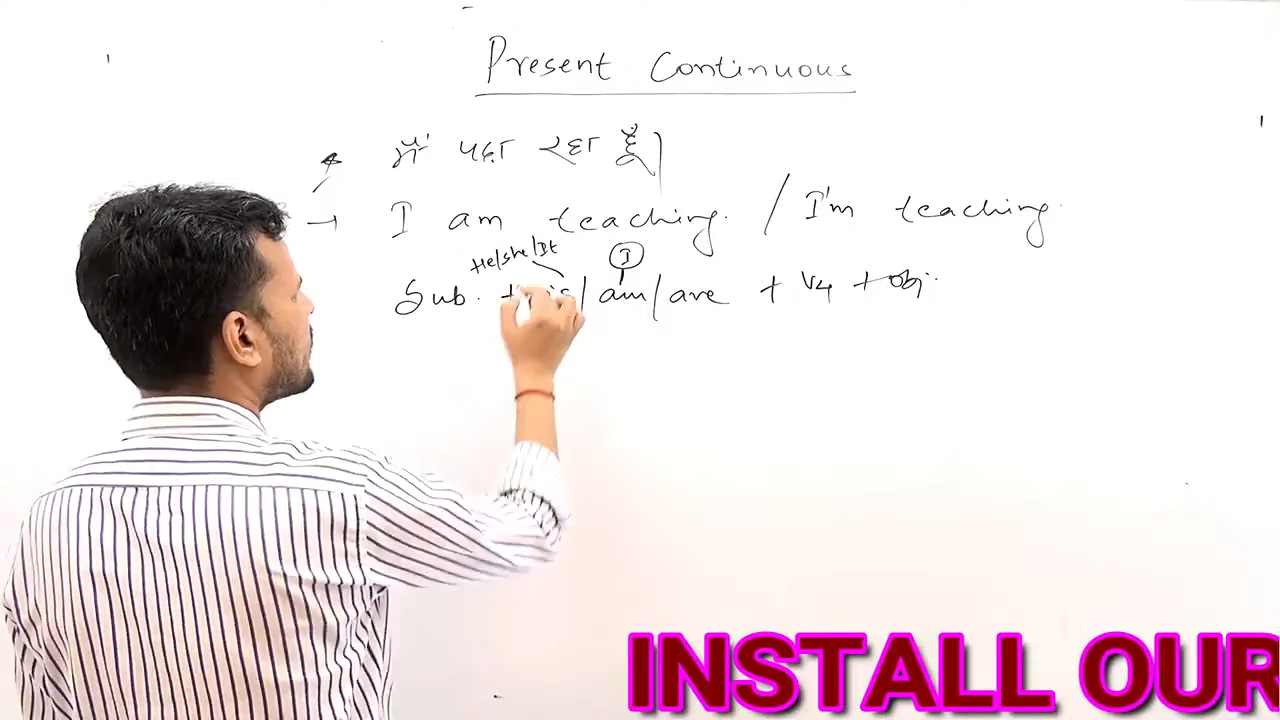 Present Continuous
मैं पढ़ा रहा हूँ।
→ I am teaching. / I'm teaching.
He/she/It I
Sub. + is/am/are + V4 + obj.
INSTALL OUR